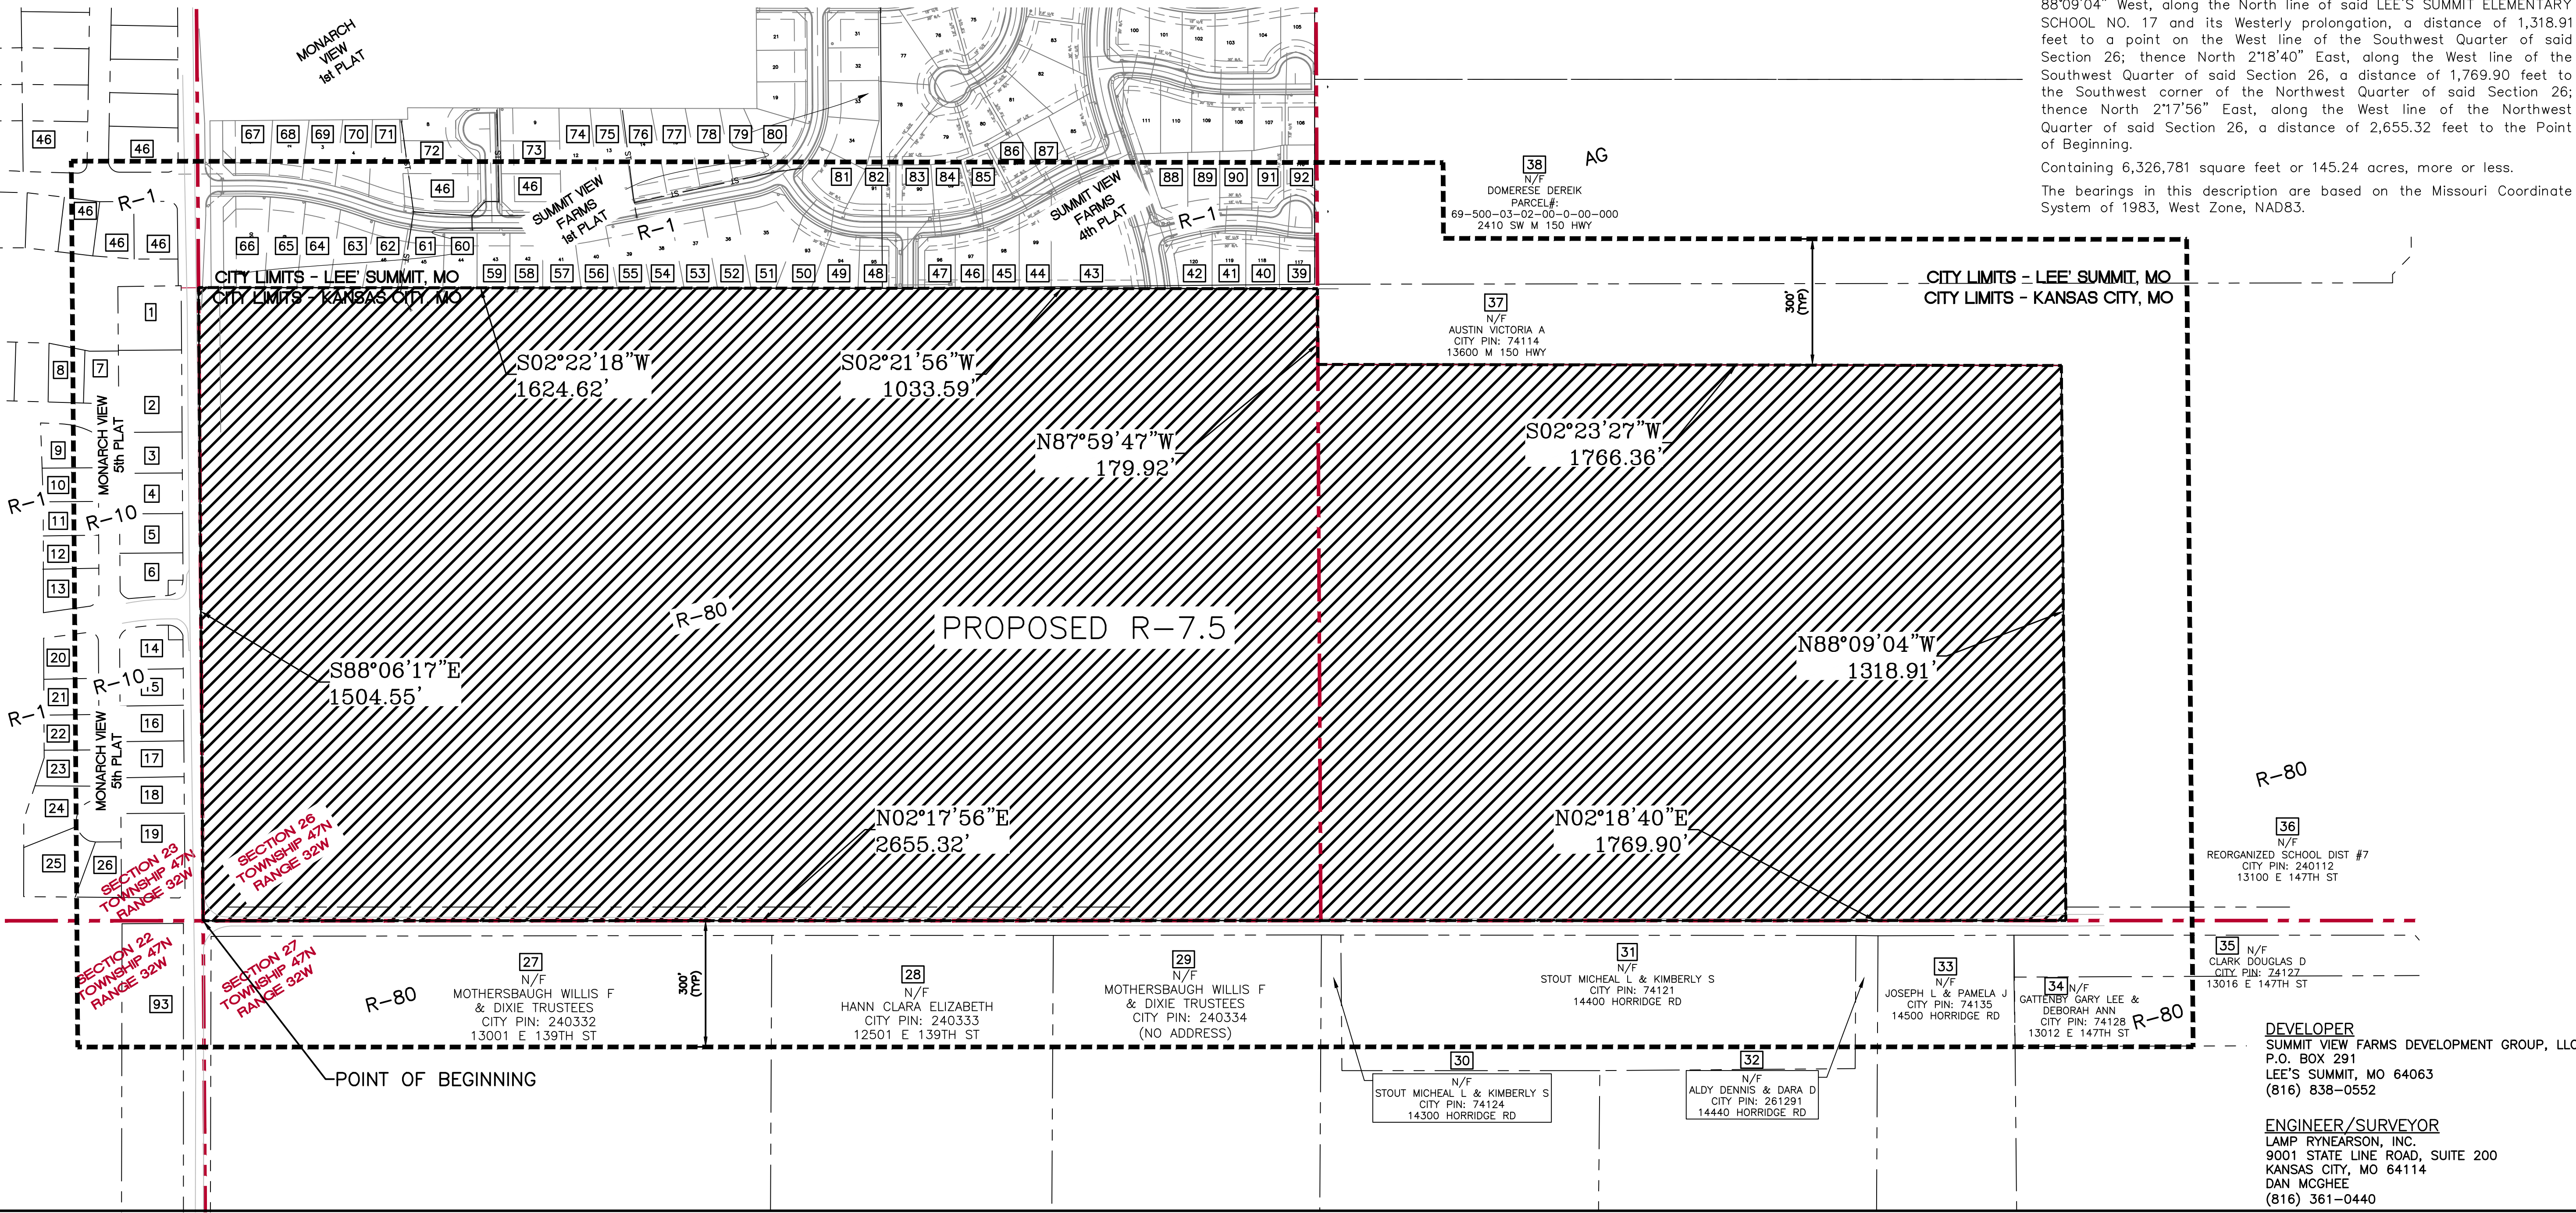 88°09'04" West, along the North line of said LEE'S SUMMIT ELEMENTARY
SCHOOL NO. 17 and its Westerly prolongation, a distance of 1,318.91
feet to a point on the West line of the Southwest Quarter of said
Section 26; thence North 2°18'40" East, along the West line of the
Southwest Quarter of said Section 26, a distance of 1,769.90 feet to
the Southwest corner of the Northwest Quarter of said Section 26;
thence North 2°17'56" East, along the West line of the Northwest
Quarter of said Section 26, a distance of 2,655.32 feet to the Point
of Beginning.
Containing 6,326,781 square feet or 145.24 acres, more or less.
The bearings in this description are based on the Missouri Coordinate
System of 1983, West Zone, NAD83.
MONARCH
VIEW
1st PLAT
46
46
67 68 69 70 71
72
73
74 75 76 77 78 79 80
86 87
46
46
81 82 83 84 85
88 89 90 91 92
46
R-1
46 46
SUMMIT VIEW
FARMS
1st PLAT
R-1
SUMMIT VIEW
FARMS
4th PLAT
R-1
38
N/F
DOMERESE DEREIK
PARCEL#:
69-500-03-02-00-0-00-000
2410 SW M 150 HWY
AG
66 65 64 63 62 61 60
59 58 57 56 55 54 53 52 51 50 49 48 47 46 45 44 43 42 41 40 39
CITY LIMITS - LEE' SUMMIT, MO
CITY LIMITS - KANSAS CITY, MO
CITY LIMITS - LEE' SUMMIT, MO
CITY LIMITS - KANSAS CITY, MO
300'
(TYP)
37
N/F
AUSTIN VICTORIA A
CITY PIN: 74114
13600 M 150 HWY
1
8
7
2
MONARCH VIEW
5th PLAT
9
3
10
4
R-1
11
R-10
5
12
6
13
S02°22'18"W
1624.62'
S02°21'56"W
1033.59'
N87°59'47"W
179.92'
S02°23'27"W
1766.36'
R-80
PROPOSED R-7.5
N88°09'04"W
1318.91'
S88°06'17"E
1504.55'
14
20
R-10
15
21
R-1
16
22
MONARCH VIEW
5th PLAT
17
23
18
24
19
25
26
N02°17'56"E
2655.32'
N02°18'40"E
1769.90'
SECTION 23
TOWNSHIP 47N
RANGE 32W
SECTION 26
TOWNSHIP 47N
RANGE 32W
SECTION 22
TOWNSHIP 47N
RANGE 32W
SECTION 27
TOWNSHIP 47N
RANGE 32W
93
R-80
36
N/F
REORGANIZED SCHOOL DIST #7
CITY PIN: 240112
13100 E 147TH ST
R-80
27
N/F
MOTHERSBAUGH WILLIS F
& DIXIE TRUSTEES
CITY PIN: 240332
13001 E 139TH ST
300'
(TYP)
28
N/F
HANN CLARA ELIZABETH
CITY PIN: 240333
12501 E 139TH ST
29
N/F
MOTHERSBAUGH WILLIS F
& DIXIE TRUSTEES
CITY PIN: 240334
(NO ADDRESS)
31
N/F
STOUT MICHEAL L & KIMBERLY S
CITY PIN: 74121
14400 HORRIDGE RD
33
N/F
JOSEPH L & PAMELA J
CITY PIN: 74135
14500 HORRIDGE RD
34 N/F
GATTENBY GARY LEE &
DEBORAH ANN
CITY PIN: 74128
13012 E 147TH ST
R-80
35 N/F
CLARK DOUGLAS D
CITY PIN: 74127
13016 E 147TH ST
POINT OF BEGINNING
30
N/F
STOUT MICHEAL L & KIMBERLY S
CITY PIN: 74124
14300 HORRIDGE RD
32
N/F
ALDY DENNIS & DARA D
CITY PIN: 261291
14440 HORRIDGE RD
DEVELOPER
SUMMIT VIEW FARMS DEVELOPMENT GROUP, LLC
P.O. BOX 291
LEE'S SUMMIT, MO 64063
(816) 838-0552
ENGINEER/SURVEYOR
LAMP RYNEARSON, INC.
9001 STATE LINE ROAD, SUITE 200
KANSAS CITY, MO 64114
DAN MCGHEE
(816) 361-0440